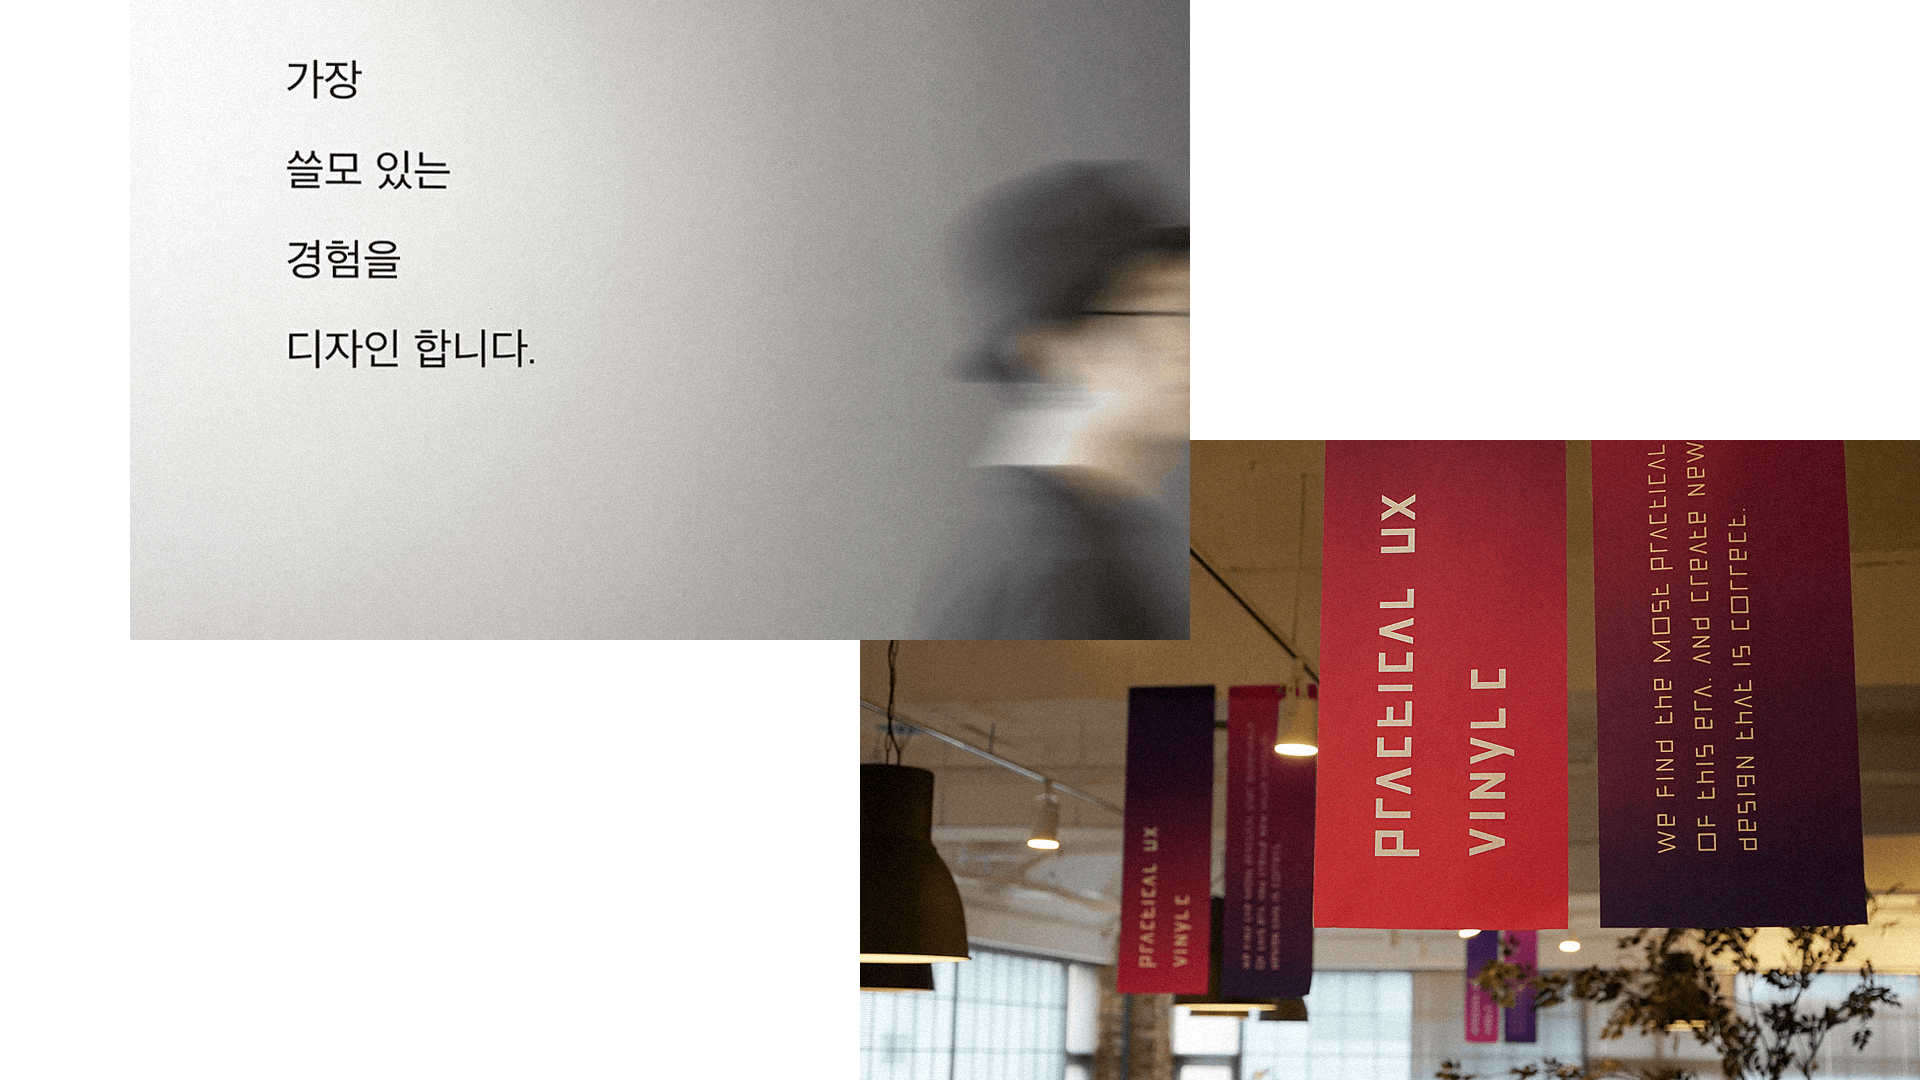 가장
쓸모 있는
경험을
디자인 합니다.
PrACtICAL UX
VINYL C
We FINd the MOSt PrACtICAL
OF thIS erA. ANd CreAte NeW
deSIGN thAt IS COrreCt.
PrACtICAL UX
VINYL C